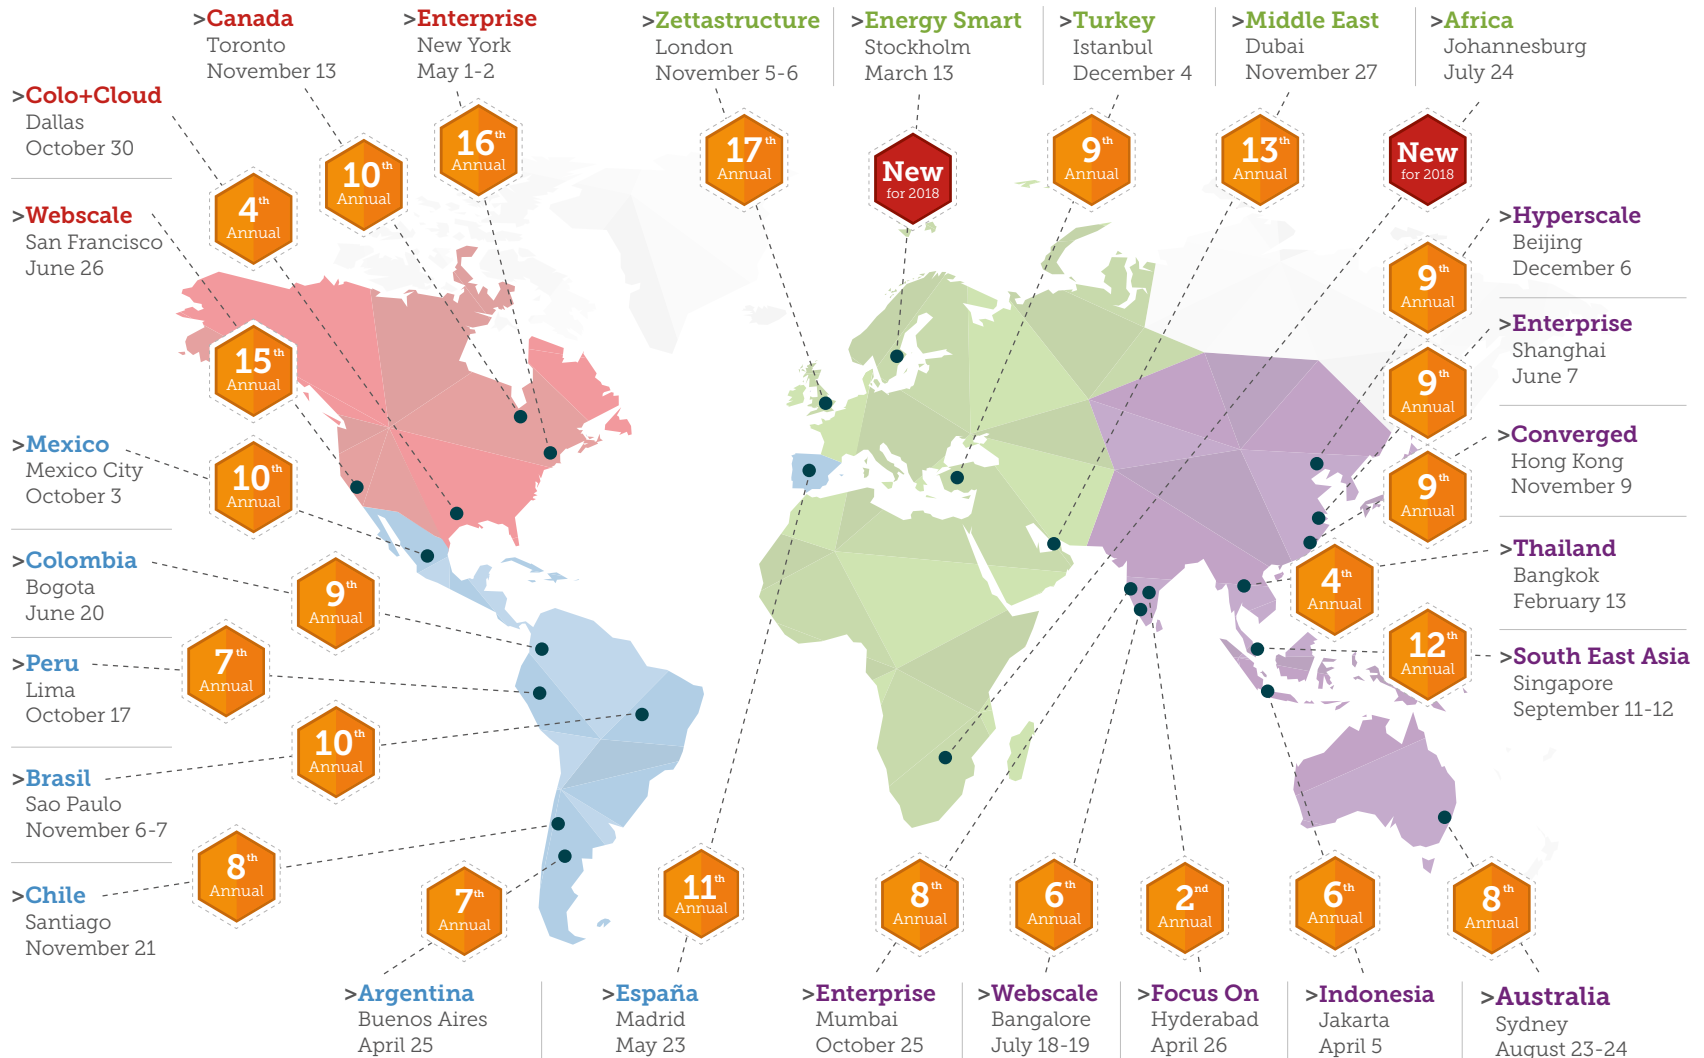 >Canada
Toronto
November 13
>Enterprise
New York
May 1-2
>Zettastructure
London
November 5-6
>Energy Smart
Stockholm
March 13
>Turkey
Istanbul
December 4
>Middle East
Dubai
November 27
>Africa
Johannesburg
July 24
>Colo+Cloud
Dallas
October 30
>Webscale
San Francisco
June 26
>Mexico
Mexico City
October 3
>Colombia
Bogota
June 20
>Peru
Lima
October 17
>Brasil
Sao Paulo
November 6-7
>Chile
Santiago
November 21
4th
Annual
10th
Annual
16th
Annual
17th
Annual
New
for 2018
9th
Annual
13th
Annual
New
for 2018
15th
Annual
10th
Annual
9th
Annual
7th
Annual
10th
Annual
8th
Annual
9th
Annual
9th
Annual
9th
Annual
4th
Annual
12th
Annual
>Hyperscale
Beijing
December 6
>Enterprise
Shanghai
June 7
>Converged
Hong Kong
November 9
>Thailand
Bangkok
February 13
>South East Asia
Singapore
September 11-12
7th
Annual
11th
Annual
8th
Annual
6th
Annual
2nd
Annual
6th
Annual
8th
Annual
>Argentina
Buenos Aires
April 25
>España
Madrid
May 23
>Enterprise
Mumbai
October 25
>Webscale
Bangalore
July 18-19
>Focus On
Hyderabad
April 26
>Indonesia
Jakarta
April 5
>Australia
Sydney
August 23-24